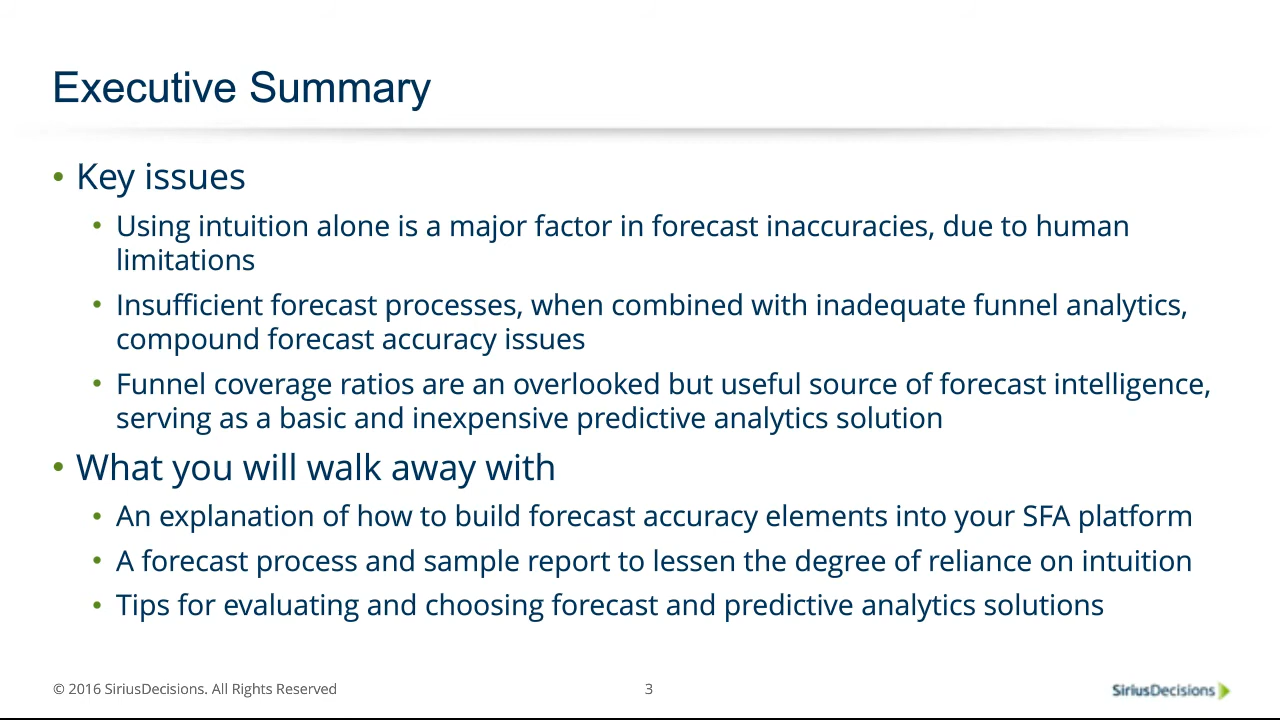 Executive Summary
• Key issues
• Using intuition alone is a major factor in forecast inaccuracies, due to human
limitations
• Insufficient forecast processes, when combined with inadequate funnel analytics,
compound forecast accuracy issues
• Funnel coverage ratios are an overlooked but useful source of forecast intelligence,
serving as a basic and inexpensive predictive analytics solution
• What you will walk away with
• An explanation of how to build forecast accuracy elements into your SFA platform
• A forecast process and sample report to lessen the degree of reliance on intuition
• Tips for evaluating and choosing forecast and predictive analytics solutions
© 2016 SiriusDecisions. All Rights Reserved
3
SiriusDecisions